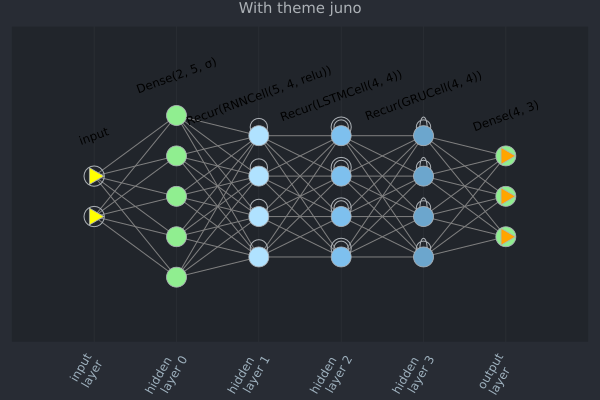 With theme juno
input
Dense(2, 5, σ)
Recur(RNNCell(5, 4, relu))
Recur(LSTMCell(4, 4))
Recur(GRUCell(4, 4))
Dense(4, 3)
input
layer
hidden
layer 0
hidden
layer 1
hidden
layer 2
hidden
layer 3
output
layer